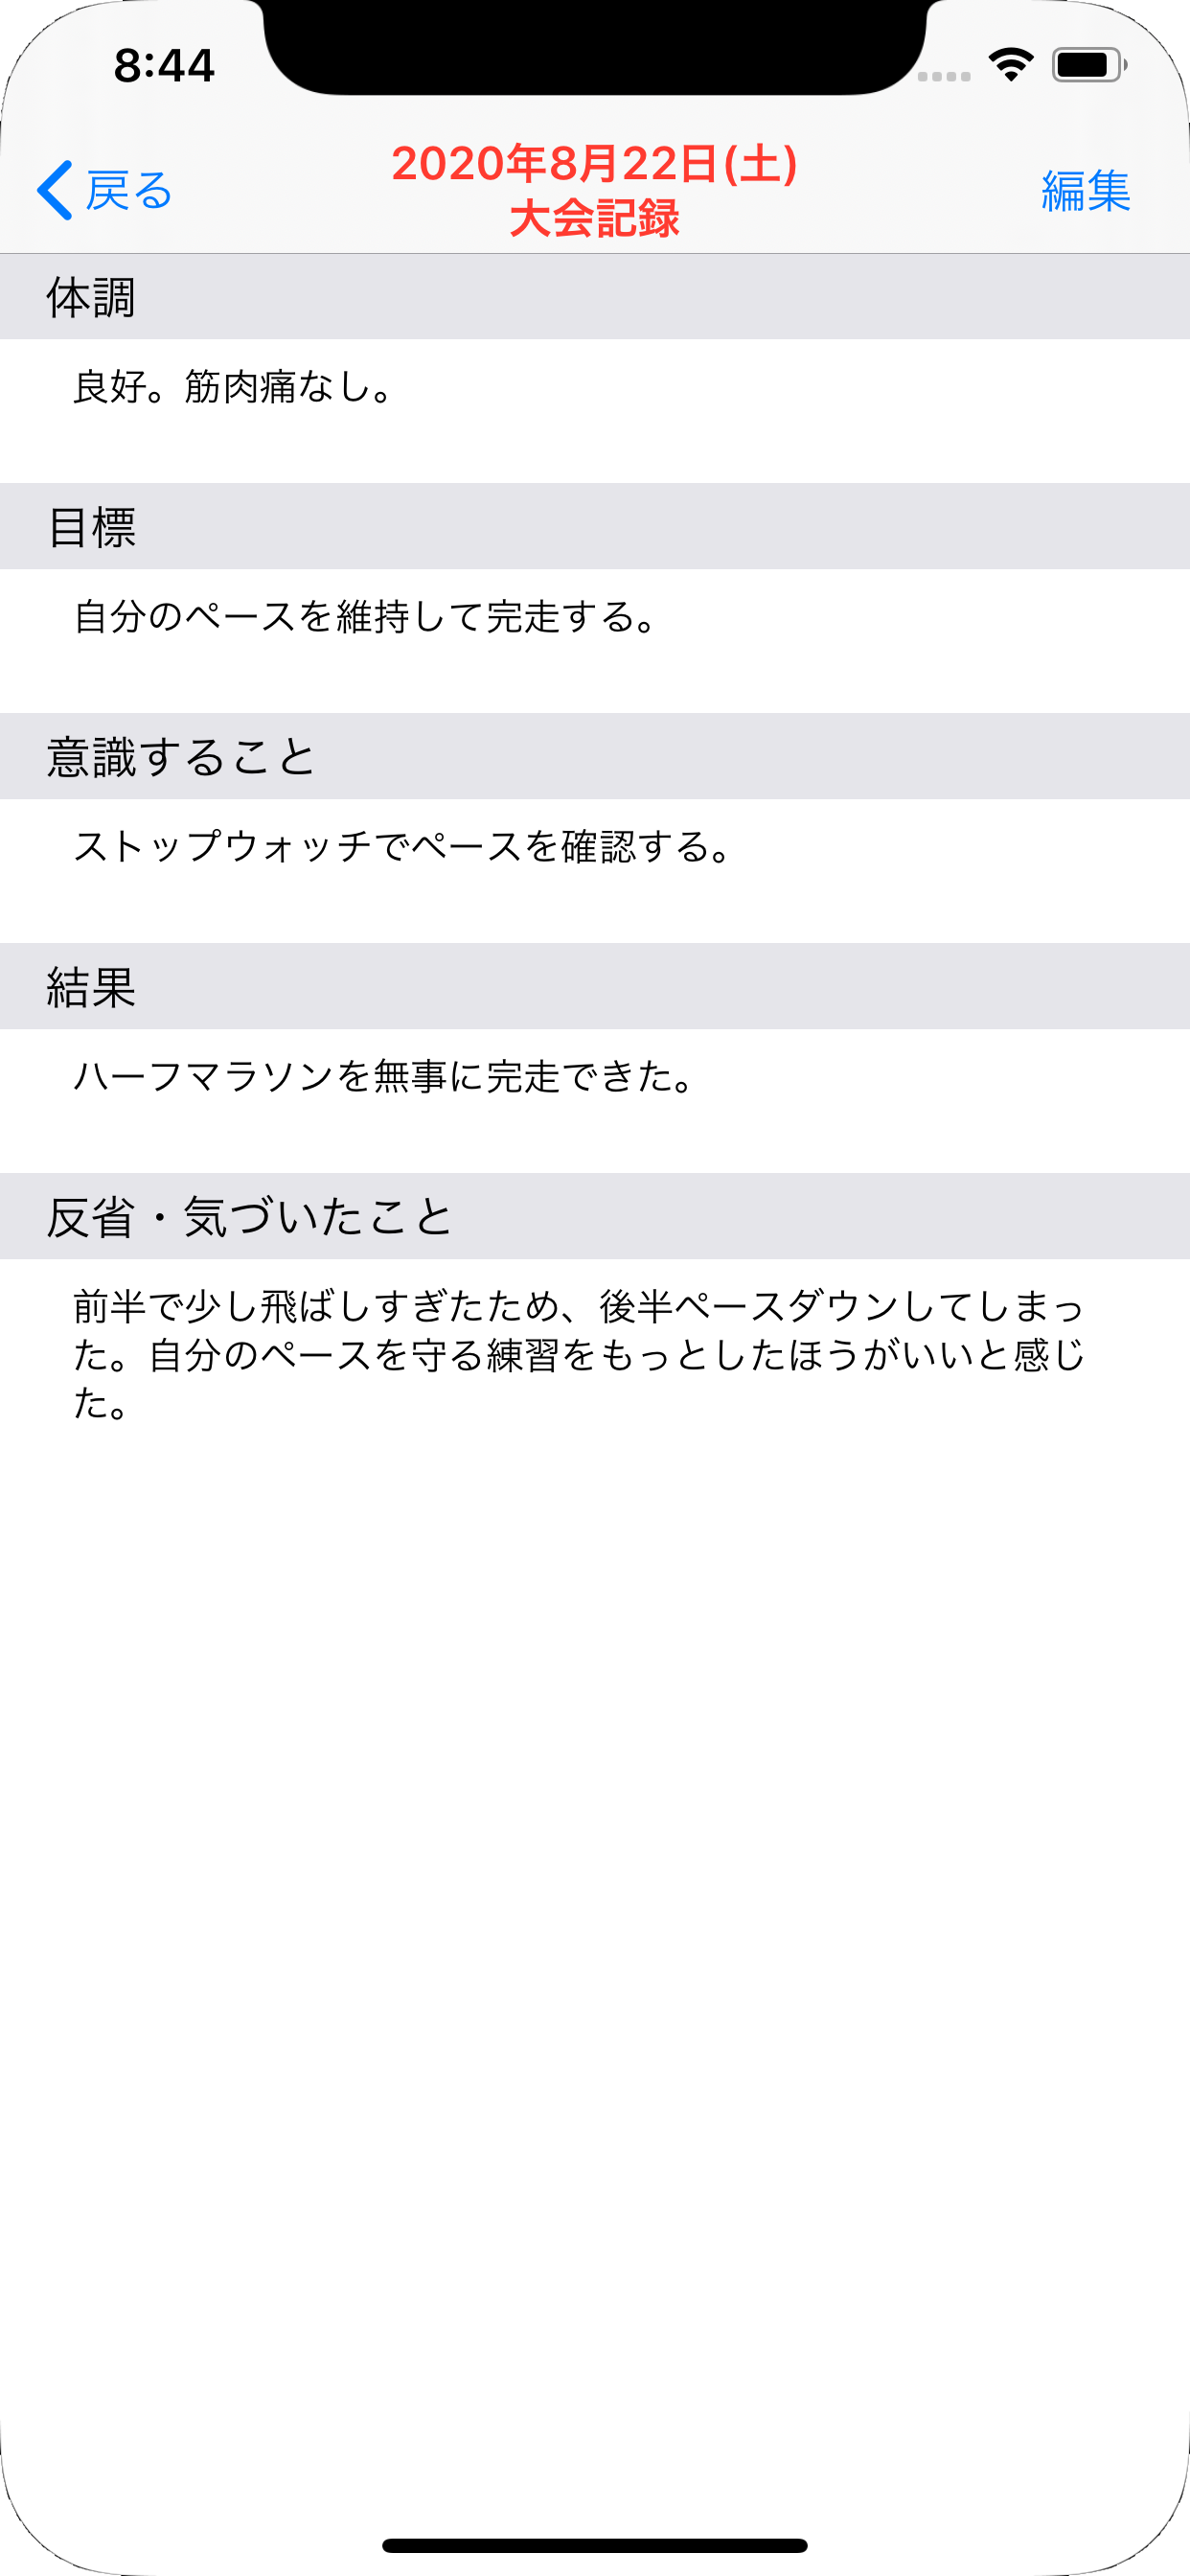 8:44
戻る
2020年8月22日(土)
大会記録
編集
体調
良好。筋肉痛なし。
目標
自分のペースを維持して完走する。
意識すること
ストップウォッチでペースを確認する。
結果
ハーフマラソンを無事に完走できた。
反省・気づいたこと
前半で少し飛ばしすぎたため、後半ペースダウンしてしまっ
た。自分のペースを守る練習をもっとしたほうがいいと感じ
た。